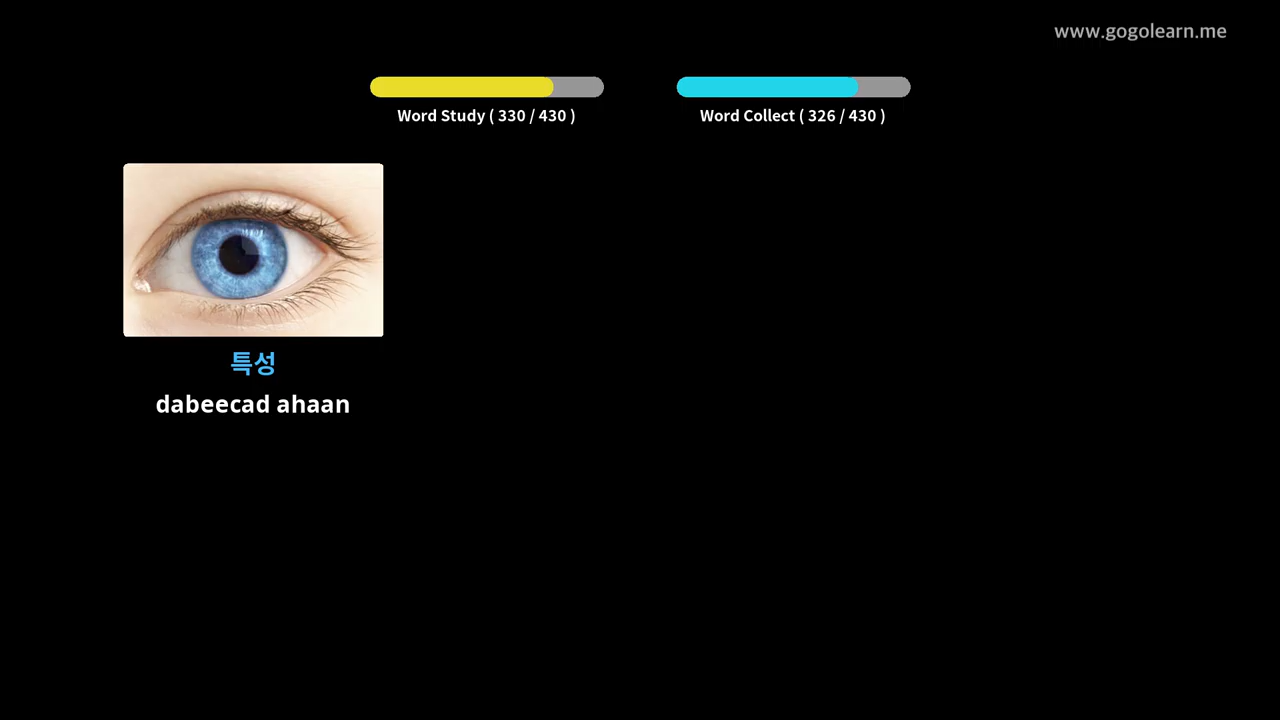 www.gogolearn.me
Word Study ( 330 / 430 )
Word Collect ( 326 / 430 )
특성
dabeecad ahaan